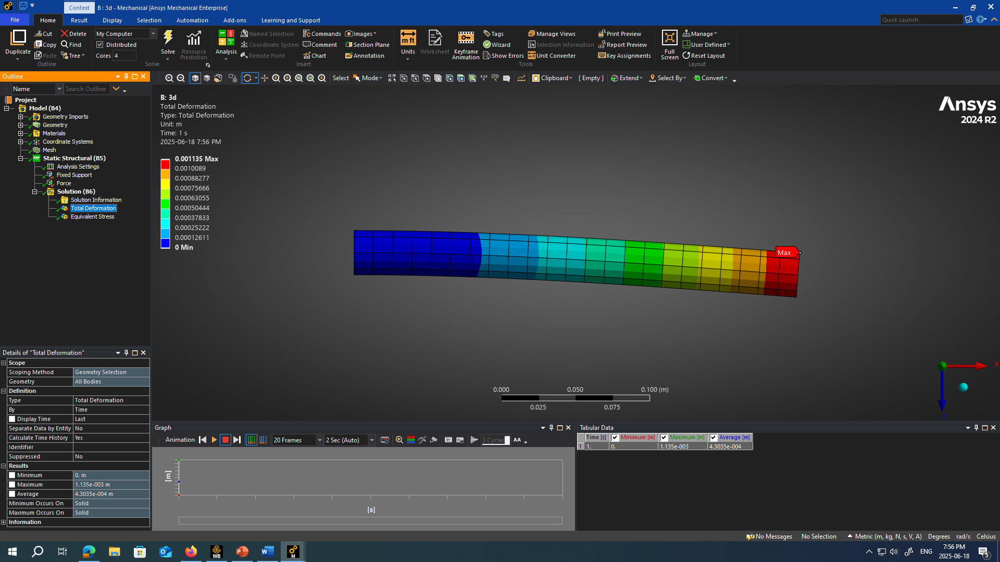 Context B : 3d - Mechanical [Ansys Mechanical Enterprise]
File Home Result Display Selection Automation Add-ons Learning and Support Quick Launch
Duplicate Cut Copy Paste Delete Find Tree Outline
My Computer Distributed Cores 4 Solve Resource Prediction Solve
Analysis Named Selection Coordinate System Remote Point Commands Comment Chart Images Section Plane Annotation Insert
Units Worksheet Keyframe Animation Tags Wizard Show Errors Manage Views Selection Information Unit Converter Print Preview Report Preview Key Assignments Tools
Full Screen Manage User Defined Reset Layout Layout
Outline
Name Search Outline
Select Mode Clipboard [ Empty ] Extend Select By Convert
Project
Model (B4)
Geometry Imports
Geometry
Materials
Coordinate Systems
Mesh
Static Structural (B5)
Analysis Settings
Fixed Support
Force
Solution (B6)
Solution Information
Total Deformation
Equivalent Stress
B: 3d
Total Deformation
Type: Total Deformation
Unit: m
Time: 1 s
2025-06-18 7:56 PM
0.001135 Max
0.0010089
0.00088277
0.00075666
0.00063055
0.00050444
0.00037833
0.00025222
0.00012611
0 Min
Ansys
2024 R2
Max
0.000 0.050 0.100 (m)
0.025 0.075
X
Z
Details of "Total Deformation"
Scope
Scoping Method Geometry Selection
Geometry All Bodies
Definition
Type Total Deformation
By Time
Display Time Last
Separate Data by Entity No
Calculate Time History Yes
Identifier
Suppressed No
Results
Minimum 0. m
Maximum 1.135e-003 m
Average 4.3035e-004 m
Minimum Occurs On Solid
Maximum Occurs On Solid
Information
Graph
Animation 20 Frames 2 Sec (Auto) 3 Cycles AA
[m]
[s]
Tabular Data
Time [s] Minimum [m] Maximum [m] Average [m]
1 1. 0. 1.135e-003 4.3035e-004
No Messages No Selection Metric (m, kg, N, s, V, A) Degrees rad/s Celsius
WB
P
W
M
ENG
7:56 PM
2025-06-18
5